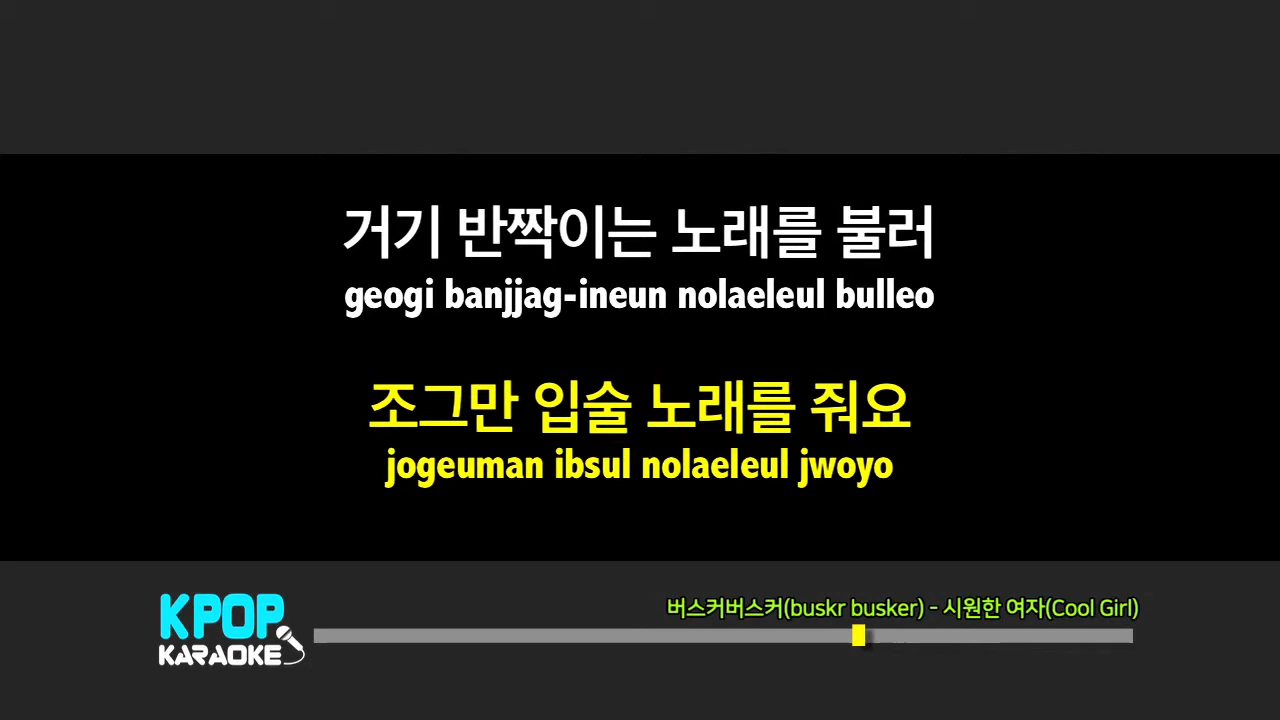 거기 반짝이는 노래를 불러
geogi banjjag-ineun nolaeleul bulleo
조그만 입술 노래를 줘요
jogeuman ibsul nolaeleul jwoyo
버스커버스커(buskr busker) - 시원한 여자(Cool Girl)
KPOP
KARAOKE